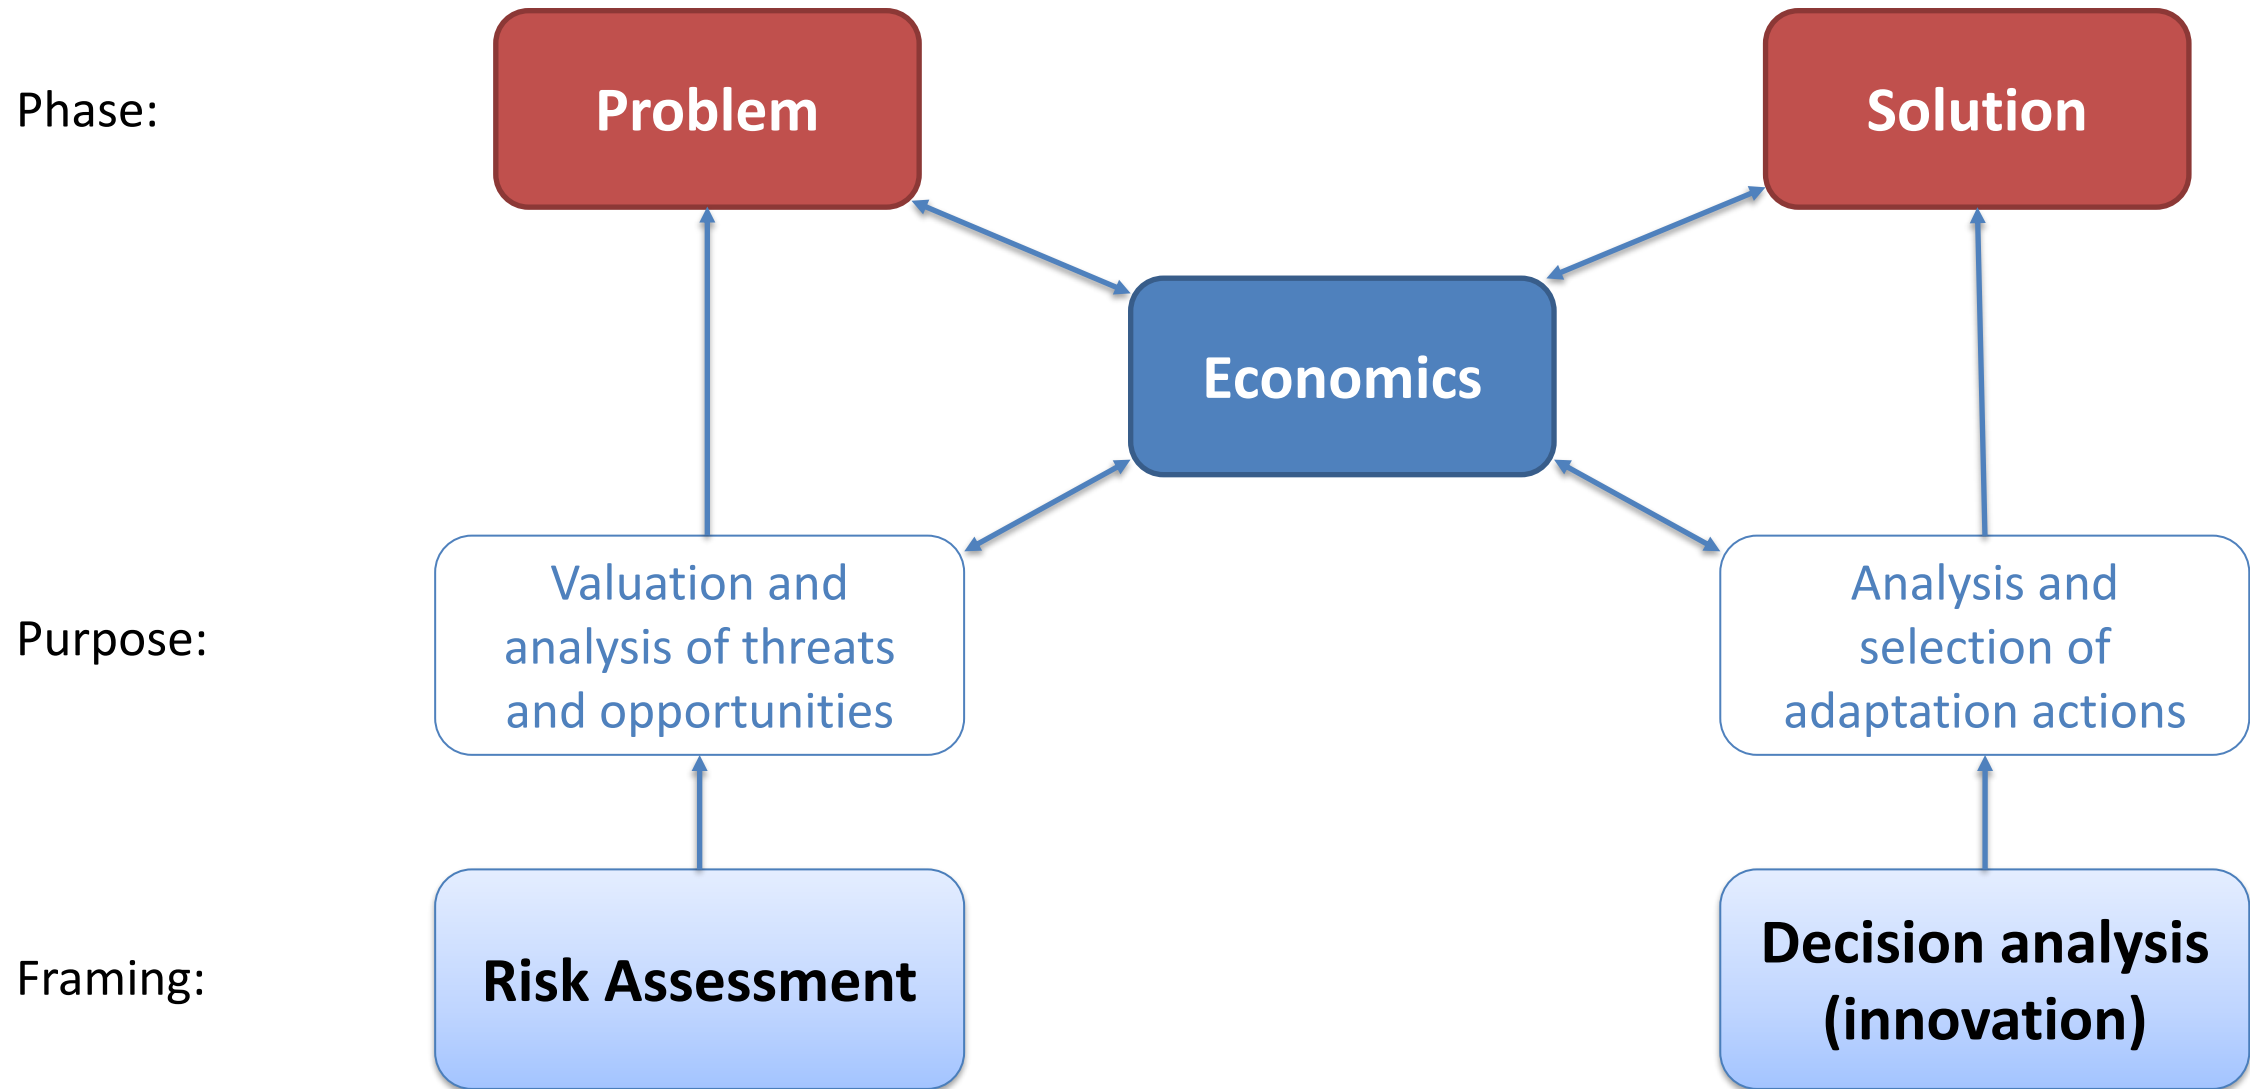 Phase:
Problem
Solution
Economics
Purpose:
Valuation and
analysis of threats
and opportunities
Analysis and
selection of
adaptation actions
Framing:
Risk Assessment
Decision analysis
(innovation)